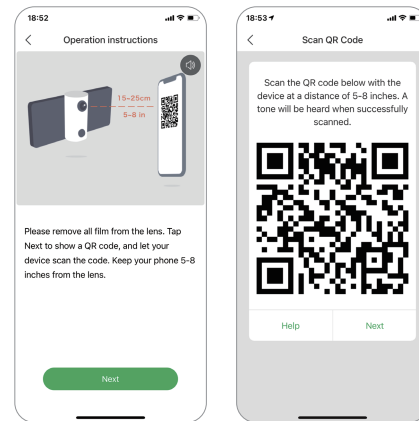 18:52
Operation instructions
15-25cm
5-8 in
Please remove all film from the lens. Tap
Next to show a QR code, and let your
device scan the code. Keep your phone 5-8
inches from the lens.
Next
18:53
Scan QR Code
Scan the QR code below with the
device at a distance of 5-8 inches. A
tone will be heard when successfully
scanned.
Help
Next